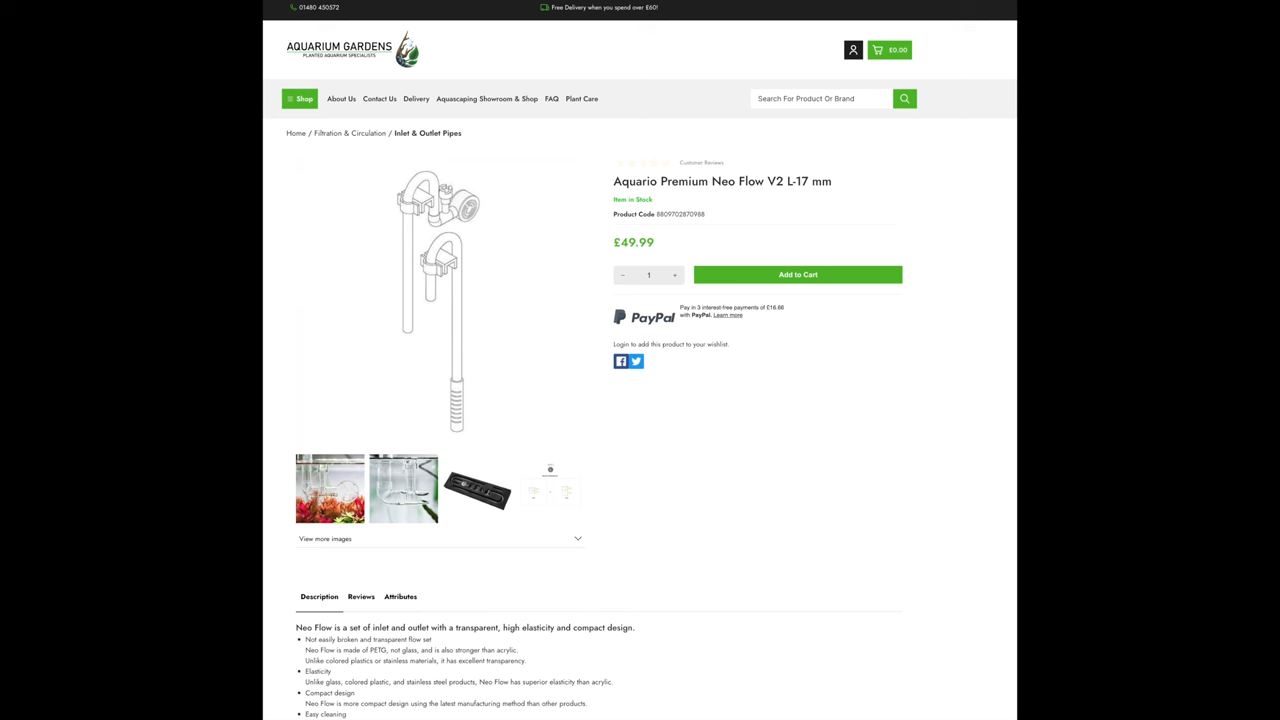 01480 450572
Free Delivery when you spend over £60!
AQUARIUM GARDENS
PLANTED AQUARIUM SPECIALISTS
£0.00
Shop
About Us
Contact Us
Delivery
Aquascaping Showroom & Shop
FAQ
Plant Care
Search For Product Or Brand
Home / Filtration & Circulation / Inlet & Outlet Pipes
Customer Reviews
Aquario Premium Neo Flow V2 L-17 mm
Item in Stock
Product Code 8809702870988
£49.99
− 1 +
Add to Cart
PayPal
Pay in 3 interest-free payments of £16.66
with PayPal. Learn more
Login to add this product to your wishlist.
View more images
Description
Reviews
Attributes
Neo Flow is a set of inlet and outlet with a transparent, high elasticity and compact design.
Not easily broken and transparent flow set
Neo Flow is made of PETG, not glass, and is also stronger than acrylic.
Unlike colored plastics or stainless materials, it has excellent transparency.
Elasticity
Unlike glass, colored plastic, and stainless steel products, Neo Flow has superior elasticity than acrylic.
Compact design
Neo Flow is more compact design using the latest manufacturing method than other products.
Easy cleaning